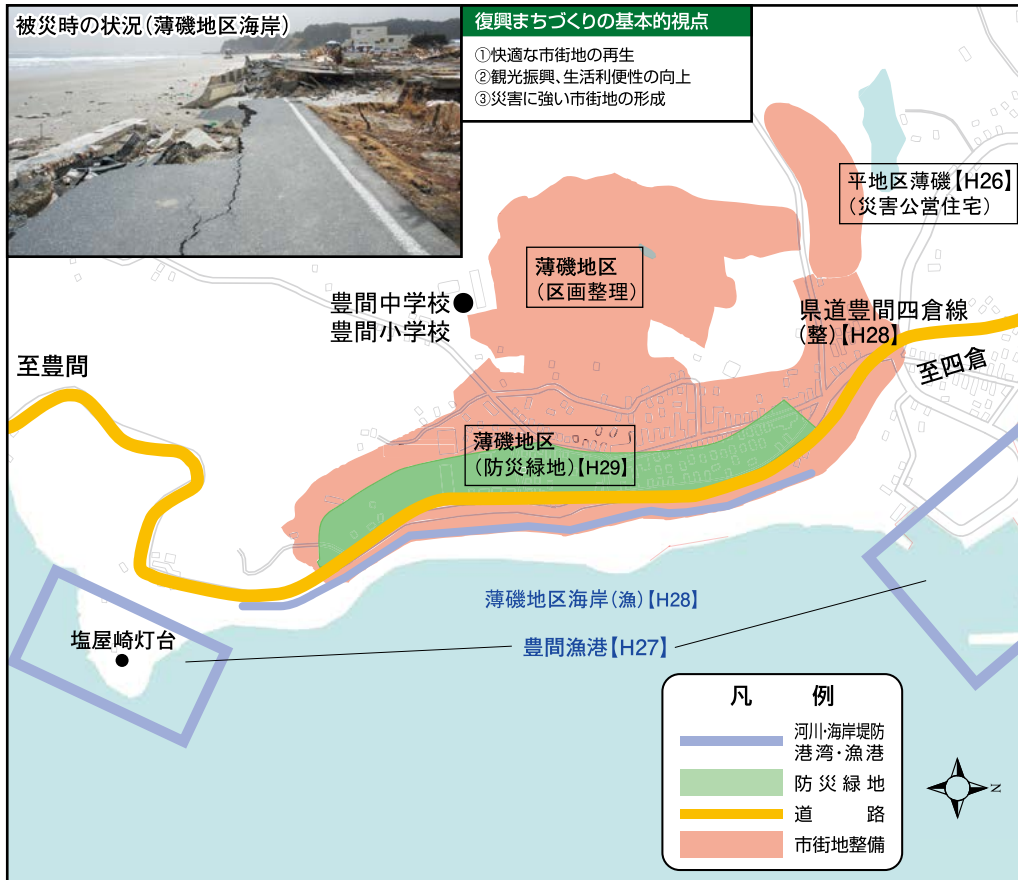 被災時の状況(薄磯地区海岸)
復興まちづくりの基本的視点
①快適な市街地の再生
②観光振興、生活利便性の向上
③災害に強い市街地の形成
平地区薄磯【H26】
(災害公営住宅)
薄磯地区
(区画整理)
豊間中学校
豊間小学校
県道豊間四倉線
(整)【H28】
至豊間
至四倉
薄磯地区
(防災緑地)【H29】
薄磯地区海岸(漁)【H28】
豊間漁港【H27】
塩屋崎灯台
凡 例
河川・海岸堤防
港湾・漁港
防災緑地
道 路
市街地整備
N